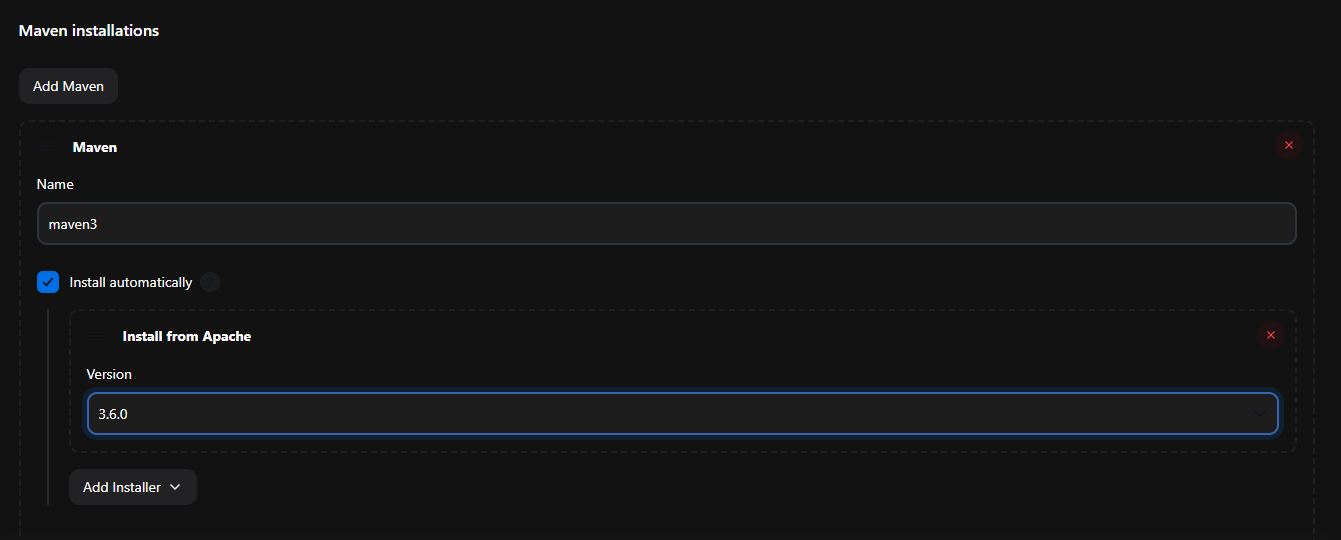 Maven installations
Add Maven
Maven
Name
maven3
Install automatically
Install from Apache
Version
3.6.0
Add Installer